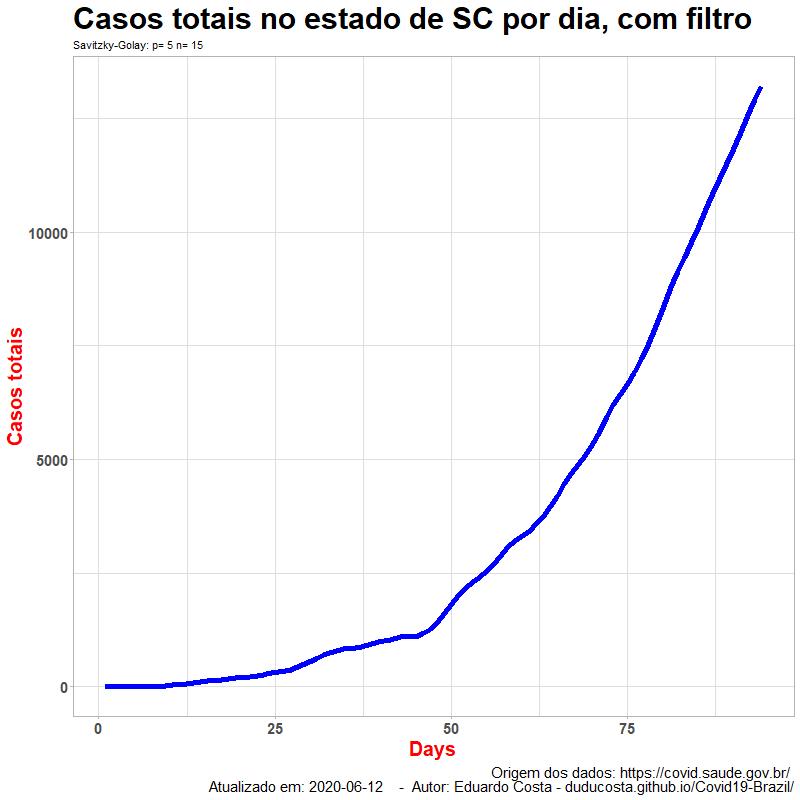 Casos totais no estado de SC por dia, com filtro
Savitzky-Golay: p= 5 n= 15
Casos totais
10000
5000
0
0 25 50 75
Days
Origem dos dados: https://covid.saude.gov.br/
Atualizado em: 2020-06-12 - Autor: Eduardo Costa - duducosta.github.io/Covid19-Brazil/